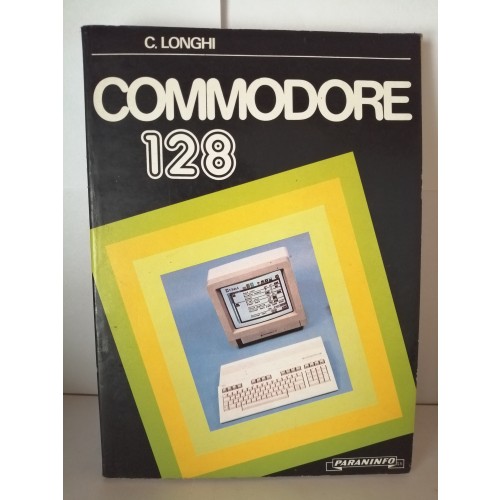 C. LONGHI
COMMODORE
128
PARANINFO